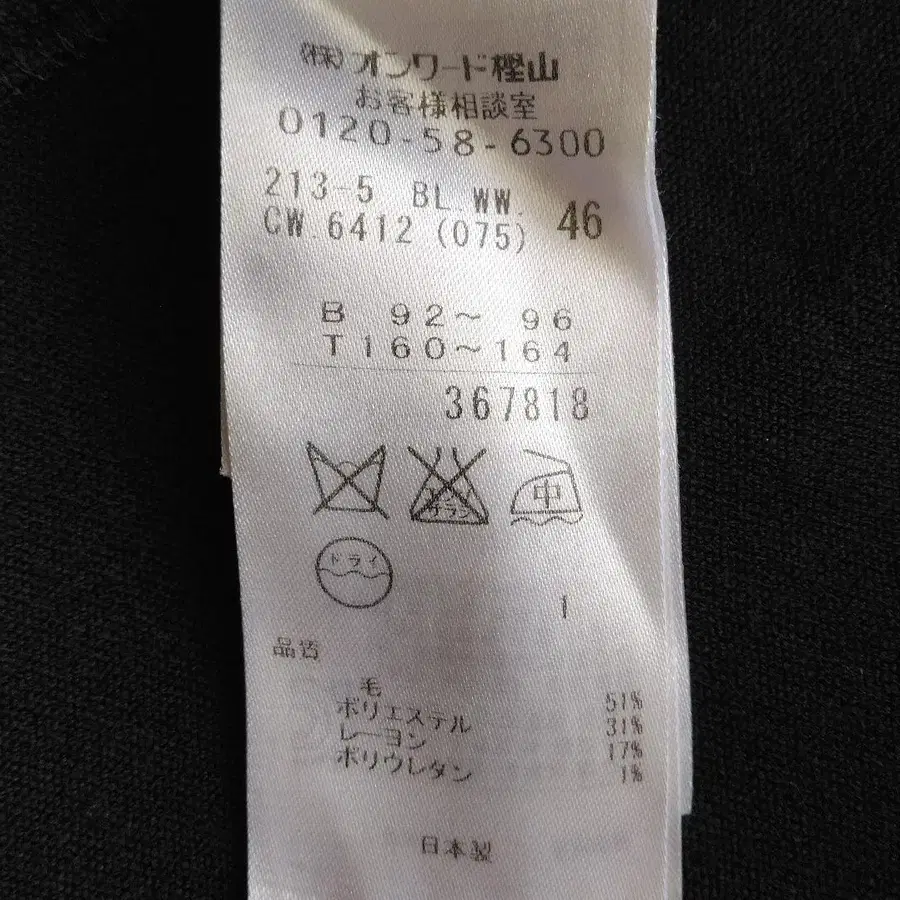 (株)オンワード樫山
お客様相談室
0120-58-6300
213-5 BL.WW.
CW.6412 (075) 46
B 92～ 96
T160～164
367818
中
ドライ
1
品
毛 51%
ポリエステル 31%
レーヨン 17%
ポリウレタン 1%
日本製